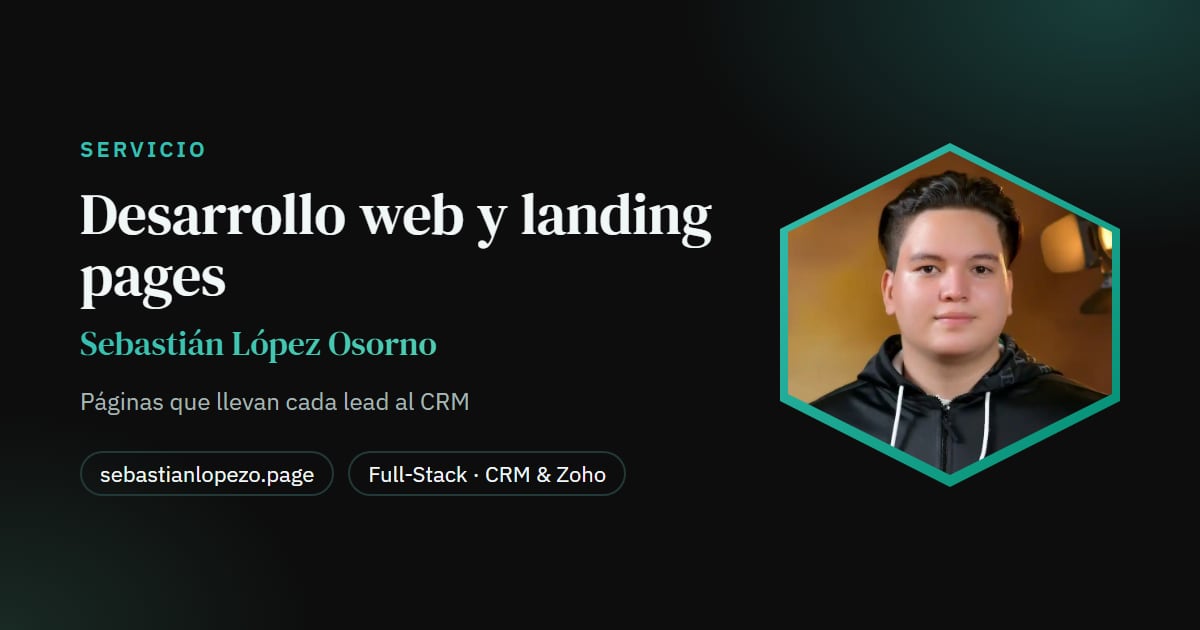 SERVICIO
Desarrollo web y landing
pages
Sebastián López Osorno
Páginas que llevan cada lead al CRM
sebastianlopezo.page
Full-Stack · CRM & Zoho